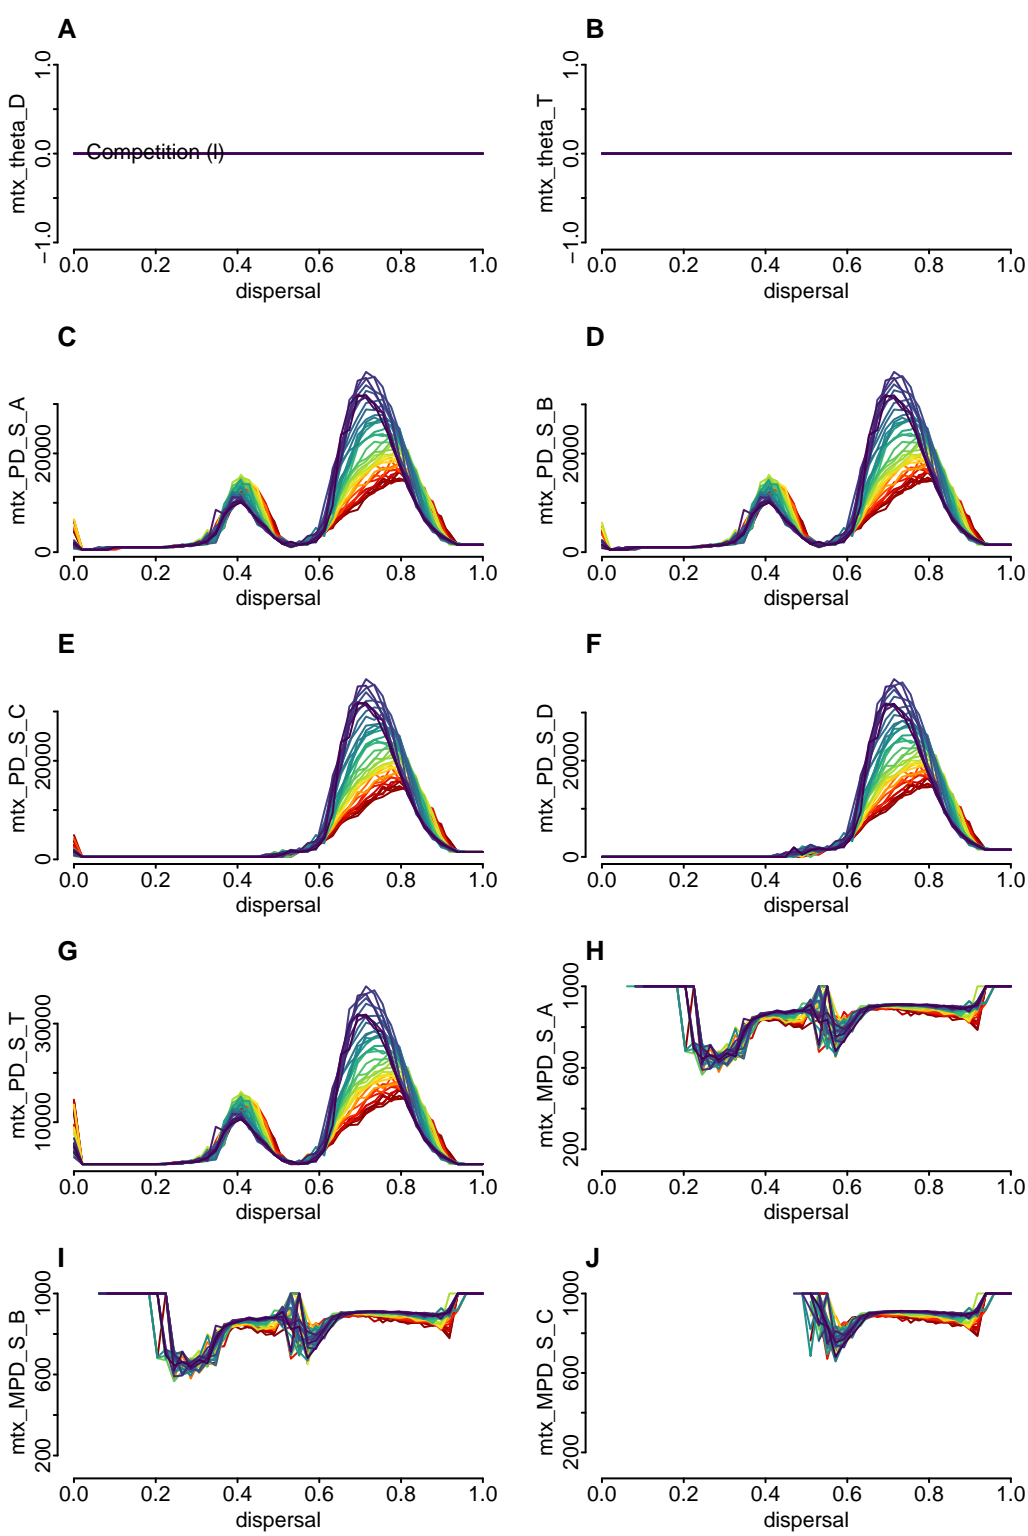 A
mtx_theta_D
1.0
0.0
−1.0
Competition (l)
0.0 0.2 0.4 0.6 0.8 1.0
dispersal
B
mtx_theta_T
1.0
0.0
−1.0
0.0 0.2 0.4 0.6 0.8 1.0
dispersal
C
mtx_PD_S_A
20000
0
0.0 0.2 0.4 0.6 0.8 1.0
dispersal
D
mtx_PD_S_B
20000
0
0.0 0.2 0.4 0.6 0.8 1.0
dispersal
E
mtx_PD_S_C
20000
0
0.0 0.2 0.4 0.6 0.8 1.0
dispersal
F
mtx_PD_S_D
20000
0
0.0 0.2 0.4 0.6 0.8 1.0
dispersal
G
mtx_PD_S_T
30000
10000
0.0 0.2 0.4 0.6 0.8 1.0
dispersal
H
mtx_MPD_S_A
1000
600
200
0.0 0.2 0.4 0.6 0.8 1.0
dispersal
I
mtx_MPD_S_B
1000
600
200
0.0 0.2 0.4 0.6 0.8 1.0
dispersal
J
mtx_MPD_S_C
1000
600
200
0.0 0.2 0.4 0.6 0.8 1.0
dispersal